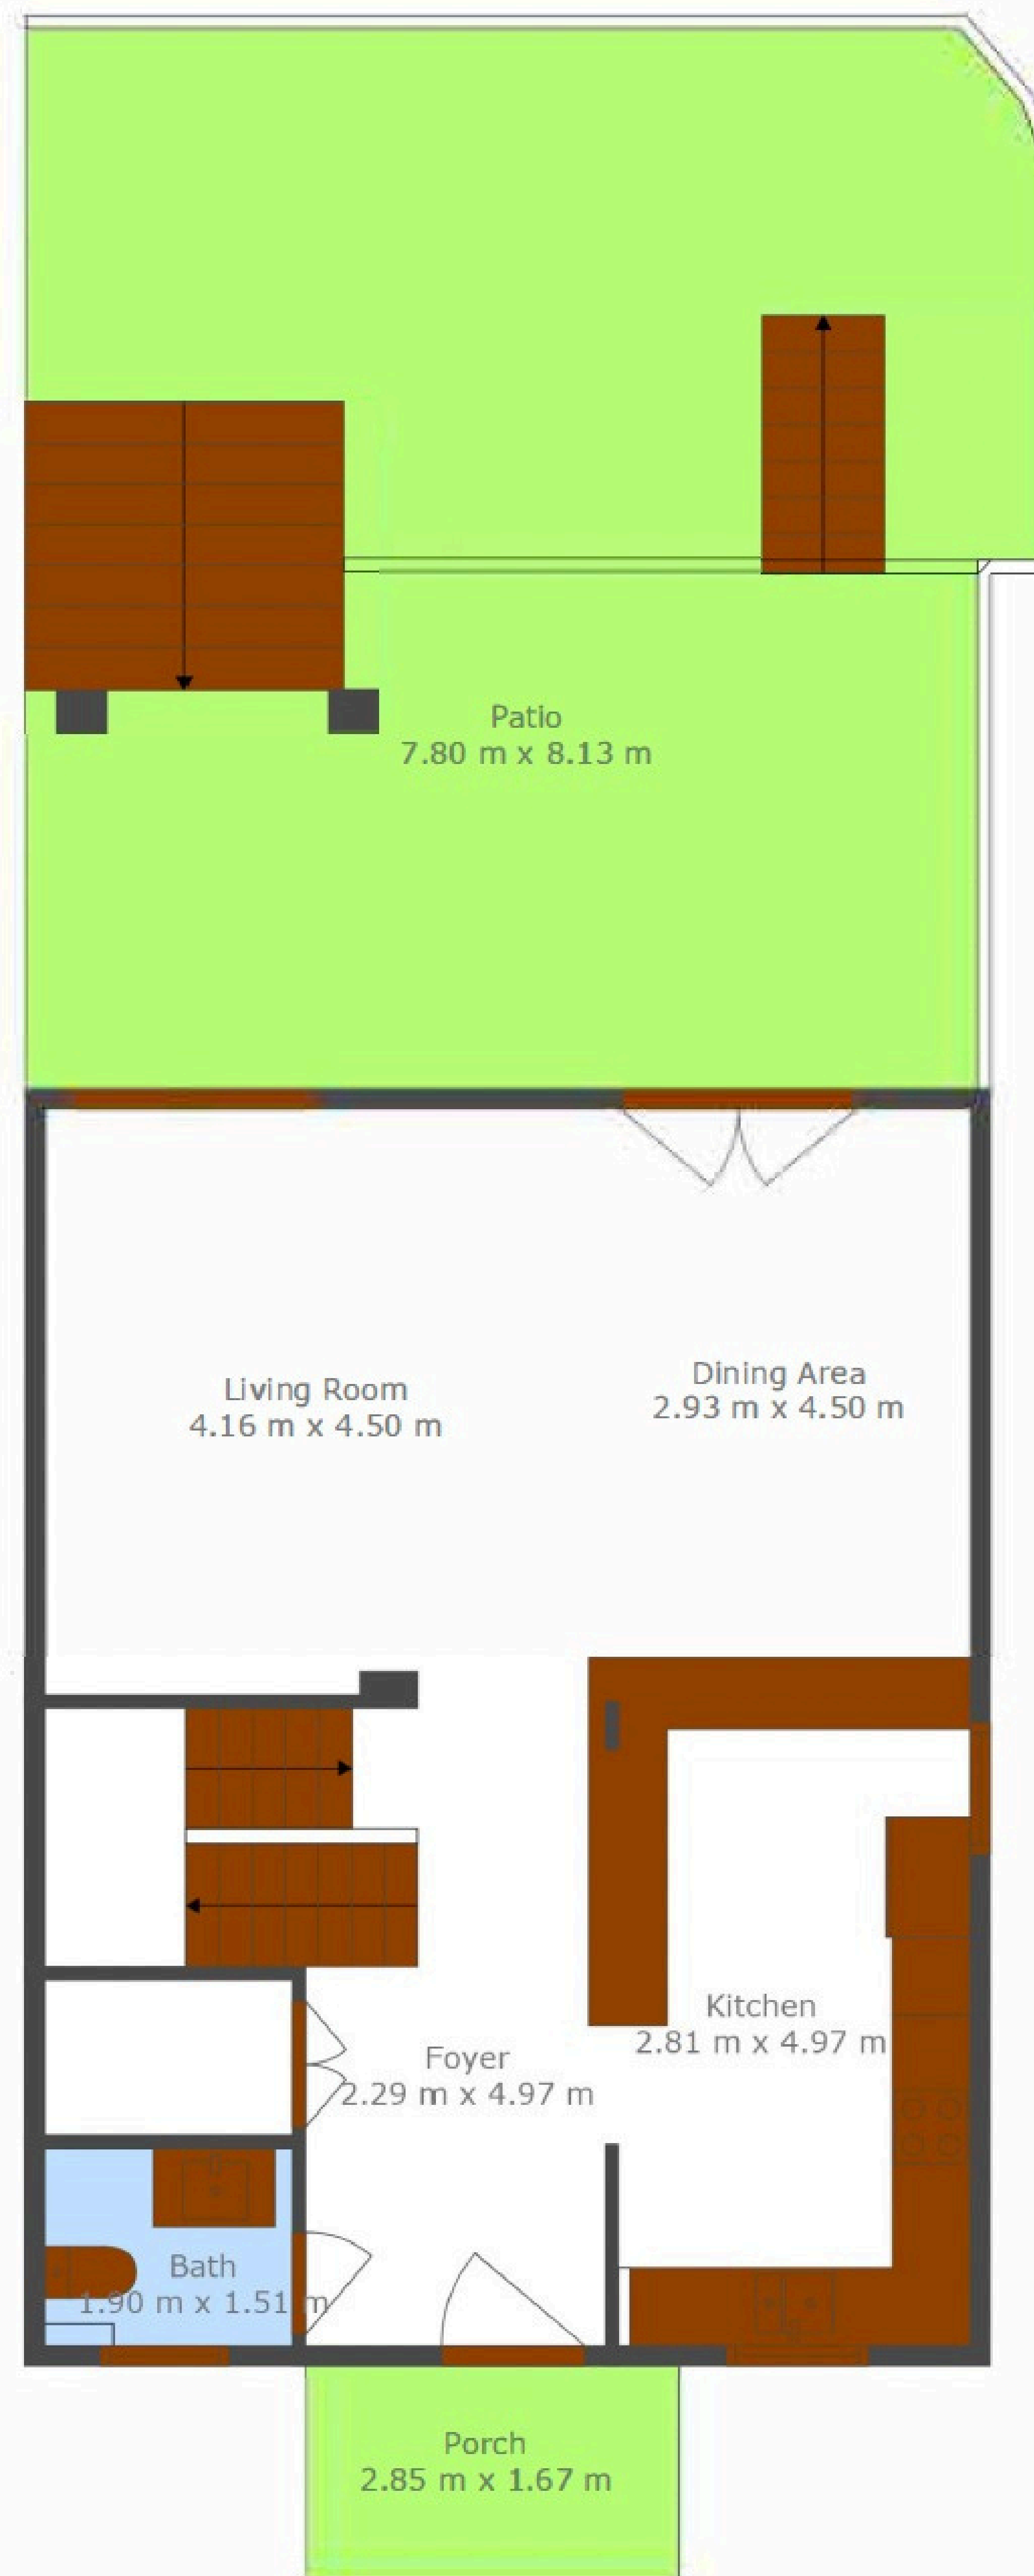 Patio
7.80 m x 8.13 m
Living Room
4.16 m x 4.50 m
Dining Area
2.93 m x 4.50 m
Kitchen
2.81 m x 4.97 m
Foyer
2.29 m x 4.97 m
Bath
1.90 m x 1.51 m
Porch
2.85 m x 1.67 m